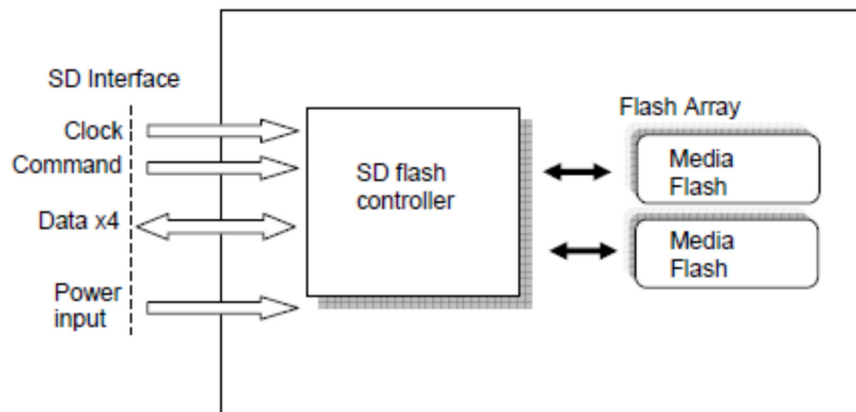 SD Interface
Clock
Command
Data x4
Power
input
SD flash
controller
Flash Array
Media
Flash
Media
Flash